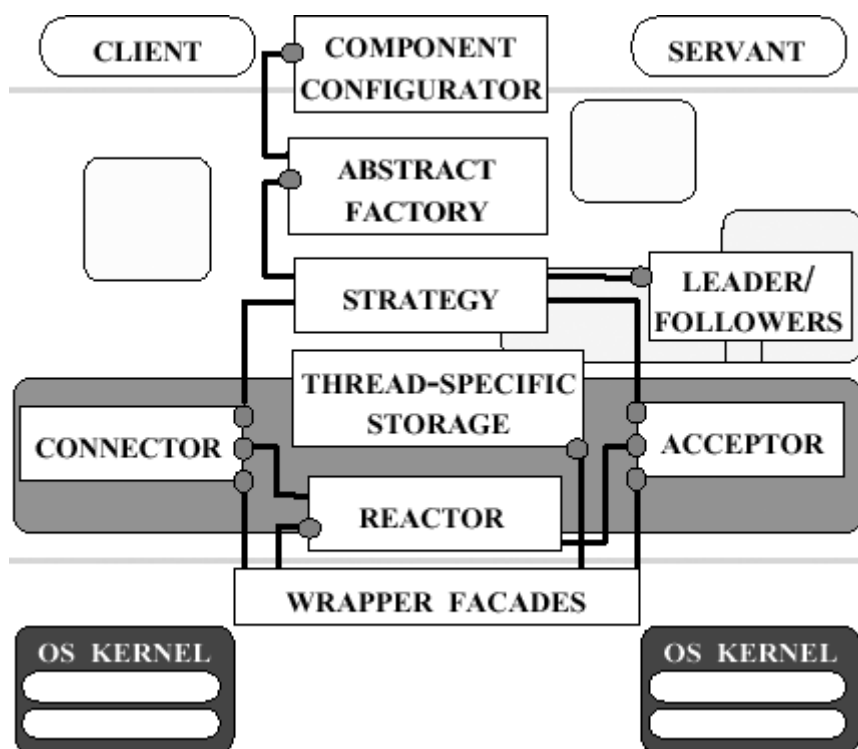 CLIENT
COMPONENT
CONFIGURATOR
SERVANT
ABSTRACT
FACTORY
STRATEGY
LEADER/
FOLLOWERS
THREAD-SPECIFIC
STORAGE
CONNECTOR
ACCEPTOR
REACTOR
WRAPPER FACADES
OS KERNEL
OS KERNEL